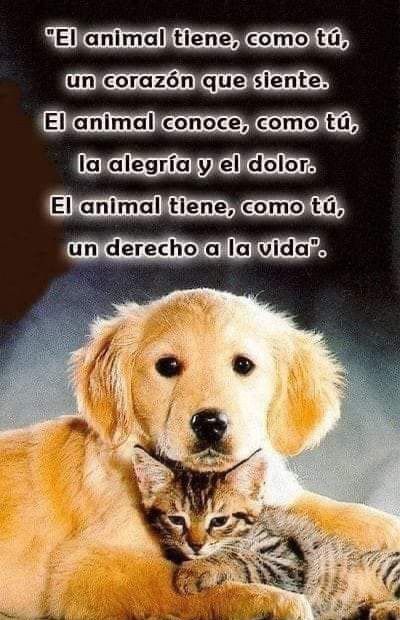 "El animal tiene, como tú,
un corazón que siente.
El animal conoce, como tú,
la alegría y el dolor.
El animal tiene, como tú,
un derecho a la vida".